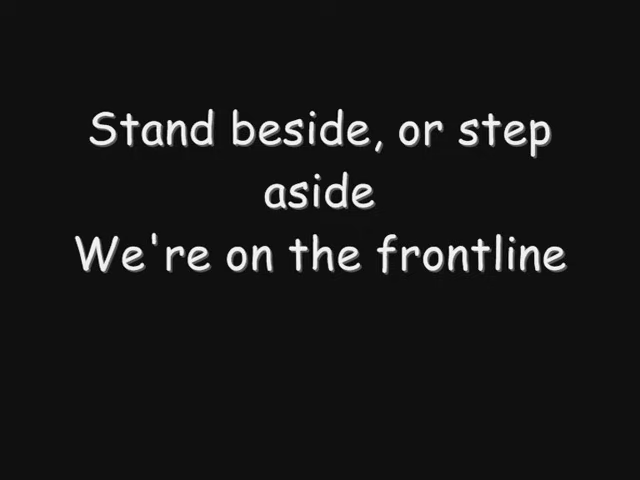 Stand beside, or step
aside
We're on the frontline